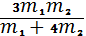 3m₁m₂
m₁ + 4m₂